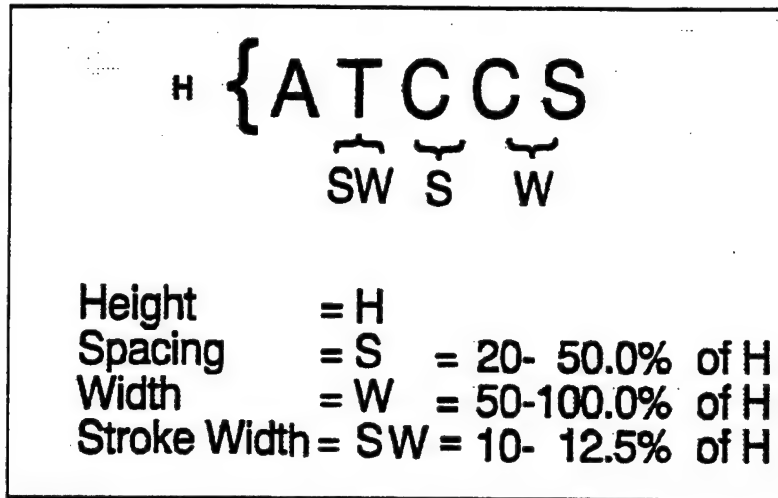 H { A T C C S
SW S W
Height = H
Spacing = S = 20- 50.0% of H
Width = W = 50-100.0% of H
Stroke Width = SW = 10- 12.5% of H